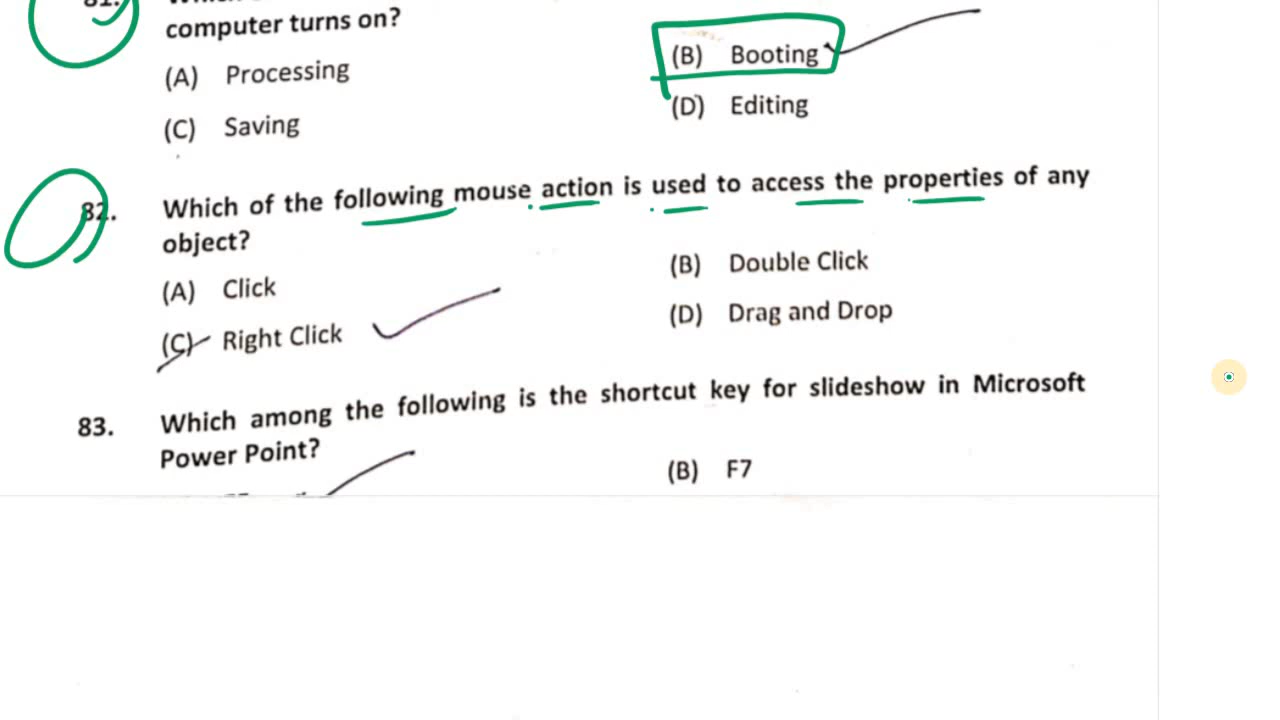 computer turns on?
(A) Processing
(B) Booting
(C) Saving
(D) Editing
82. Which of the following mouse action is used to access the properties of any
object?
(A) Click
(B) Double Click
(C) Right Click
(D) Drag and Drop
83. Which among the following is the shortcut key for slideshow in Microsoft
Power Point?
(B) F7